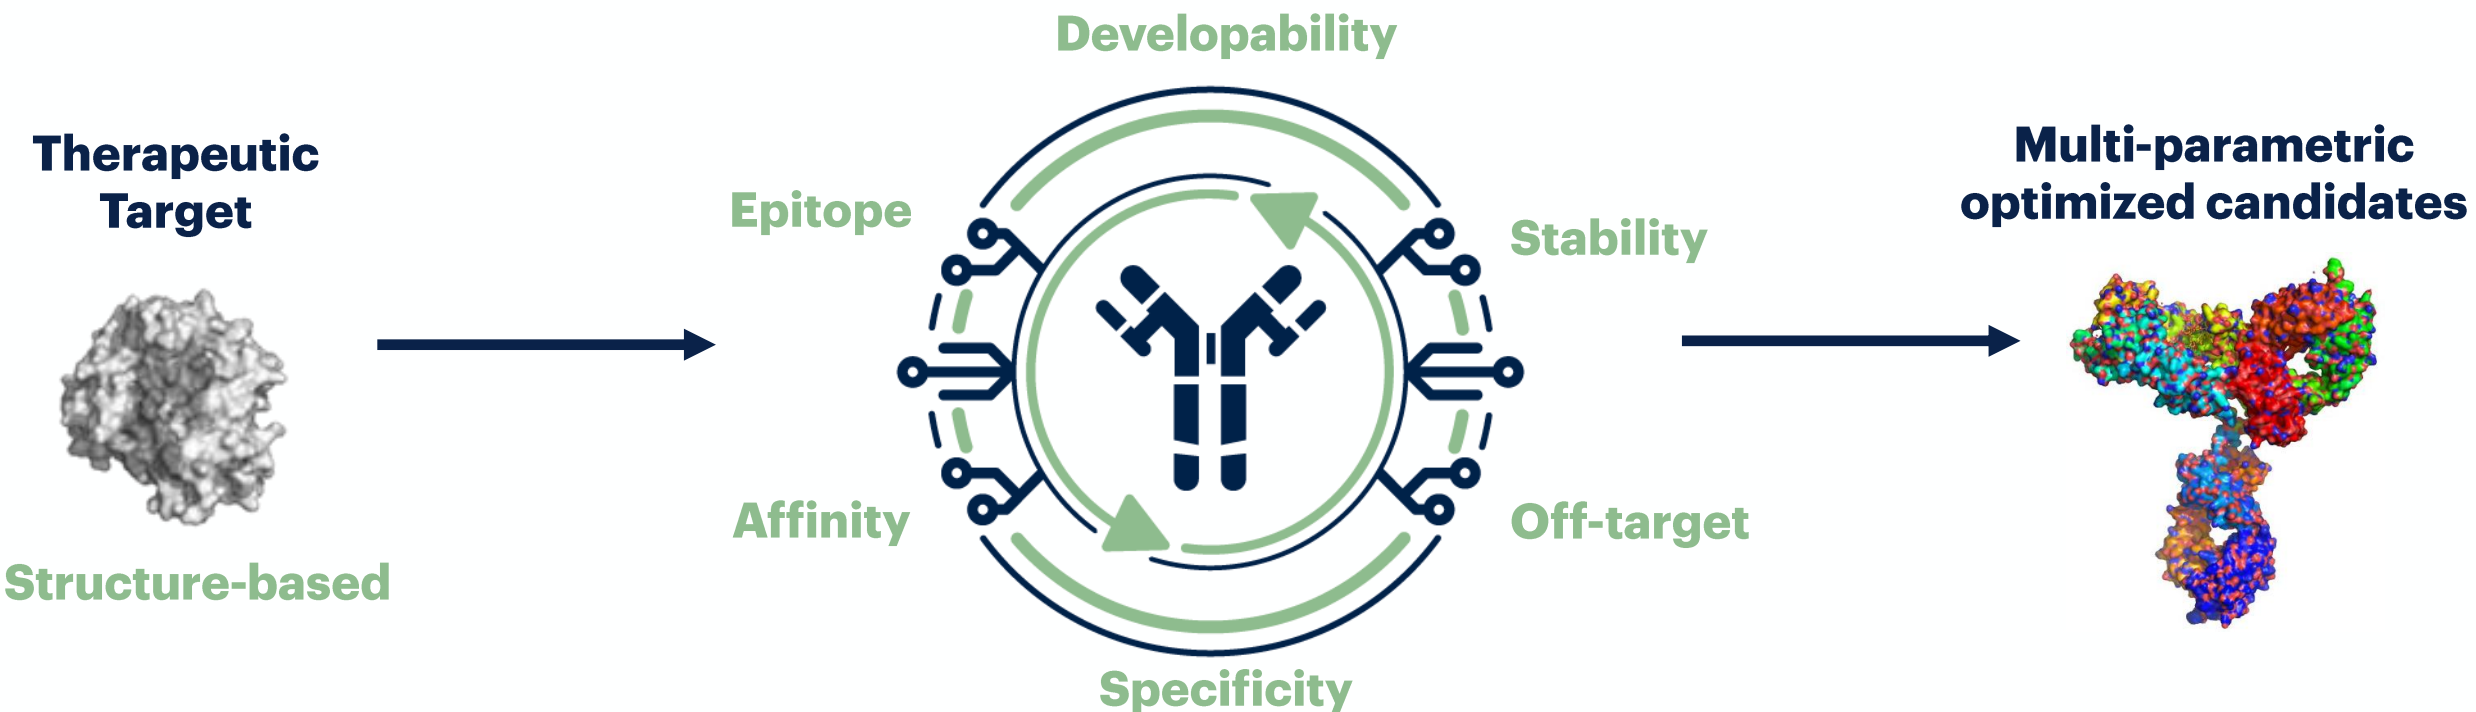 Therapeutic
Target
Structure-based
Developability
Epitope
Stability
Affinity
Off-target
Specificity
Multi-parametric
optimized candidates